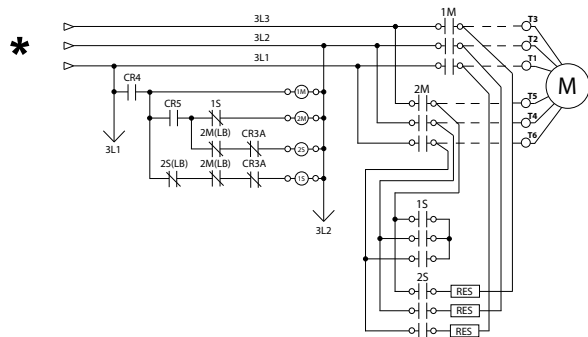 *
3L3
3L2
3L1
1M
T3
T2
T1
M
CR4
1M
CR5
1S
2M
2M(LB)
CR3A
2S
2S(LB)
2M(LB)
CR3A
1S
3L1
3L2
2M
T5
T4
T6
1S
2S
RES
RES
RES